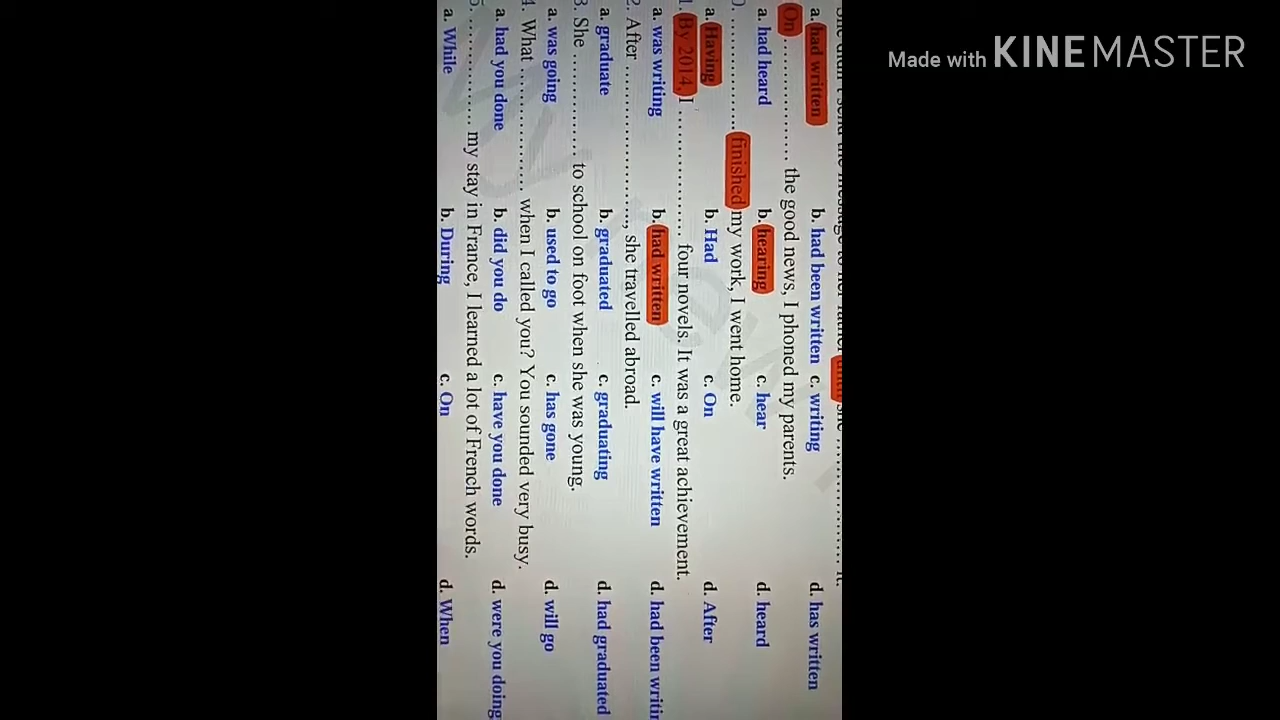 Made with KINEMASTER
a. had written b. had been written c. writing d. has written
On ................ the good news, I phoned my parents.
a. had heard b. hearing c. hear d. heard
................ finished my work, I went home.
a. Having b. Had c. On d. After
1. By 2014, I ................ four novels. It was a great achievement.
a. was writing b. had written c. will have written d. had been
2. After ....................., she travelled abroad.
a. graduate b. graduated c. graduating d. had graduated
3. She ................ to school on foot when she was young.
a. was going b. used to go c. has gone d. will go
4. What ................ when I called you? You sounded very busy.
a. had you done b. did you do c. have you done d. were you doing
................ my stay in France, I learned a lot of French words.
a. While b. During c. On d. When